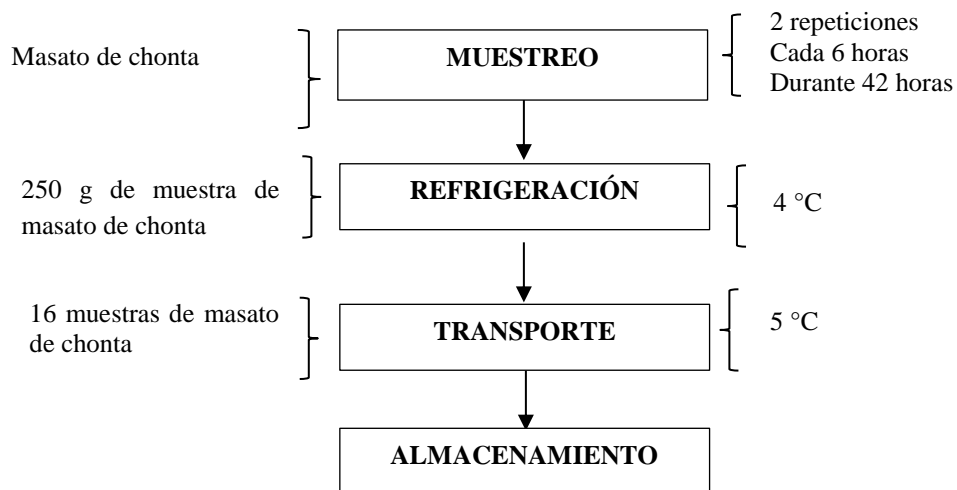 Masato de chonta
MUESTREO
2 repeticiones
Cada 6 horas
Durante 42 horas
250 g de muestra de
masato de chonta
REFRIGERACIÓN
4 °C
16 muestras de masato
de chonta
TRANSPORTE
5 °C
ALMACENAMIENTO